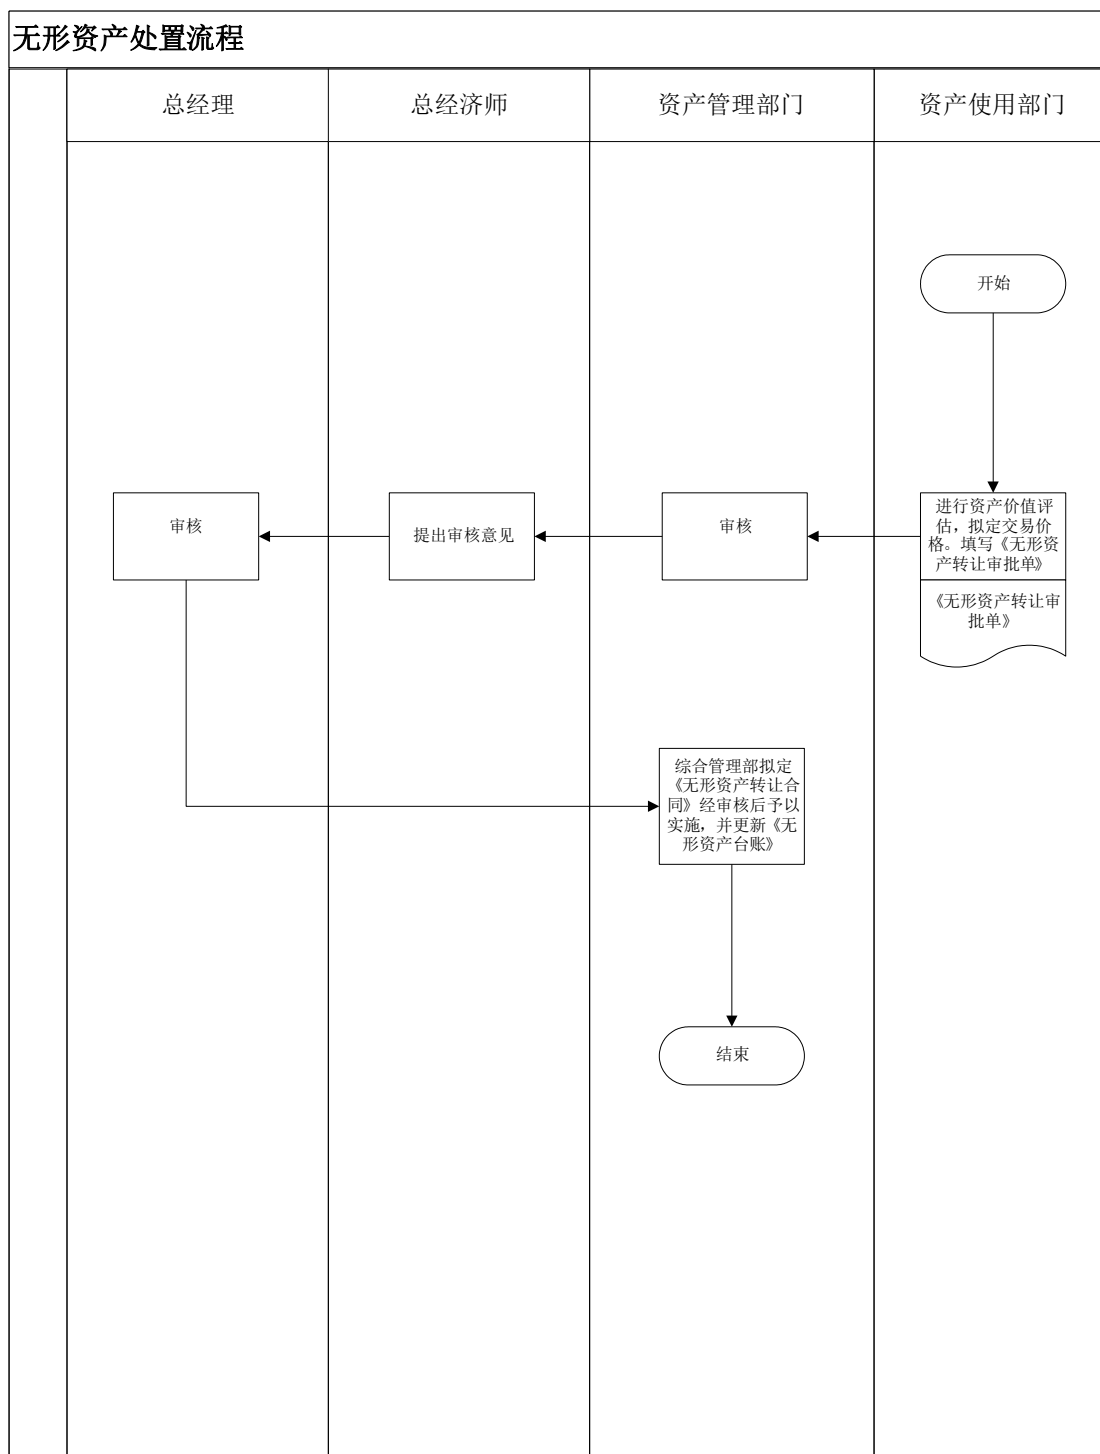 无形资产处置流程
总经理
总经济师
资产管理部门
资产使用部门
开始
审核
提出审核意见
审核
进行资产价值评
估，拟定交易价
格。填写《无形资
产转让审批单》
《无形资产转让审
批单》
综合管理部拟定
《无形资产转让合
同》经审核后予以
实施，并更新《无
形资产台账》
结束